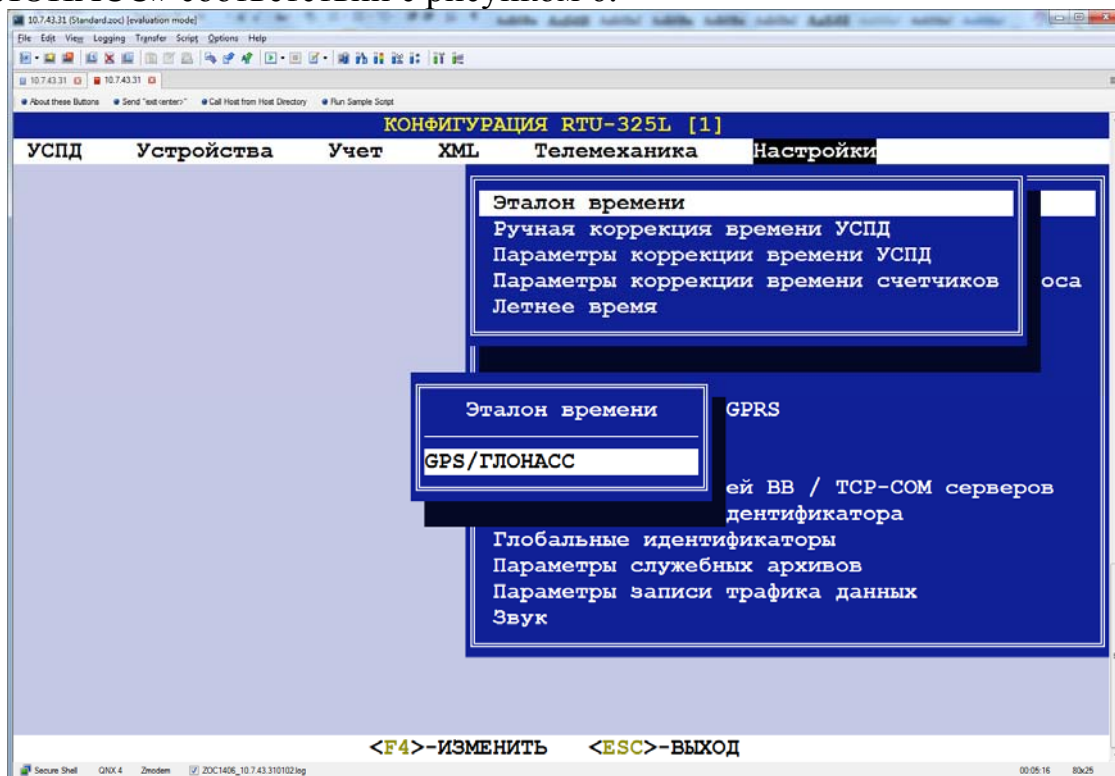 соответствии с рисунком 6.
10.7.43.31 (Standard.zoc) [evaluation mode]
File Edit View Logging Transfer Script Options Help
10.7.43.31 10.7.43.31
About these Buttons Send "exit<enter>" Call Host from Host Directory Run Sample Script
КОНФИГУРАЦИЯ RTU-325L [1]
УСПД Устройства Учет XML Телемеханика Настройки
Эталон времени
Ручная коррекция времени УСПД
Параметры коррекции времени УСПД
Параметры коррекции времени счетчиков оса
Летнее время
Эталон времени GPRS
GPS/ГЛОНАСС
ей ВВ / TCP-COM серверов
дентификатора
Глобальные идентификаторы
Параметры служебных архивов
Параметры записи трафика данных
Звук
<F4>-ИЗМЕНИТЬ <ESC>-ВЫХОД
Secure Shell QNX 4 Zmodem ZOC1406_10.7.43.310102.log 00:05:16 80x25